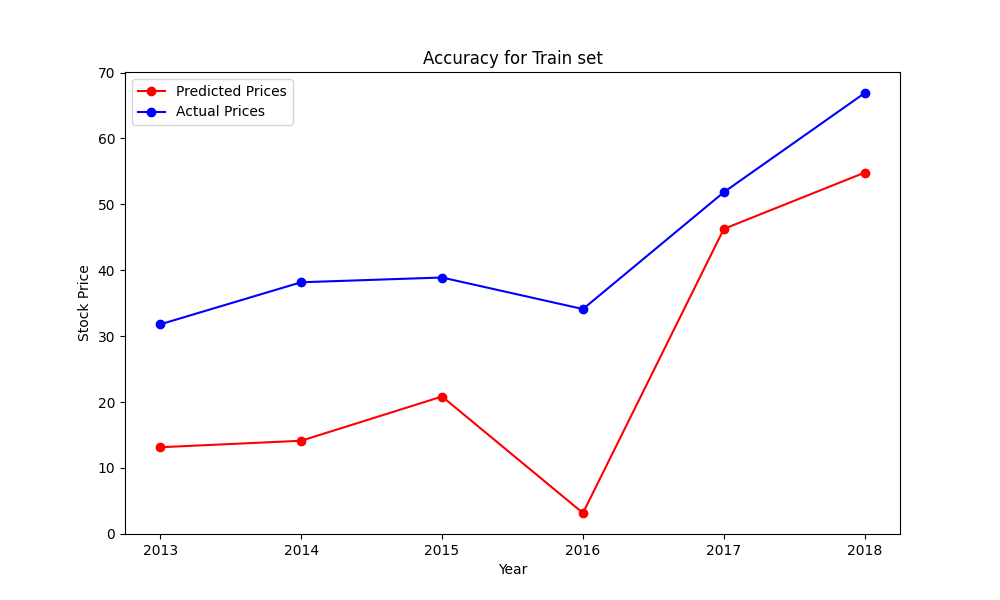 Accuracy for Train set
Predicted Prices
Actual Prices
70
60
50
40
30
20
10
0
Stock Price
2013 2014 2015 2016 2017 2018
Year